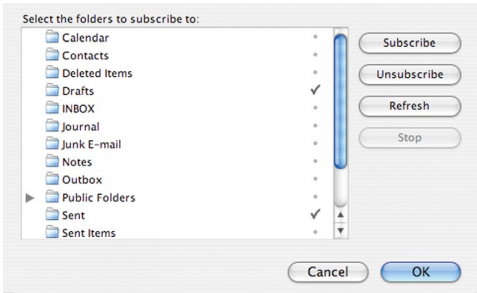 Select the folders to subscribe to:
Calendar
Contacts
Deleted Items
Drafts
INBOX
Journal
Junk E-mail
Notes
Outbox
Public Folders
Sent
Sent Items
Subscribe
Unsubscribe
Refresh
Stop
Cancel
OK